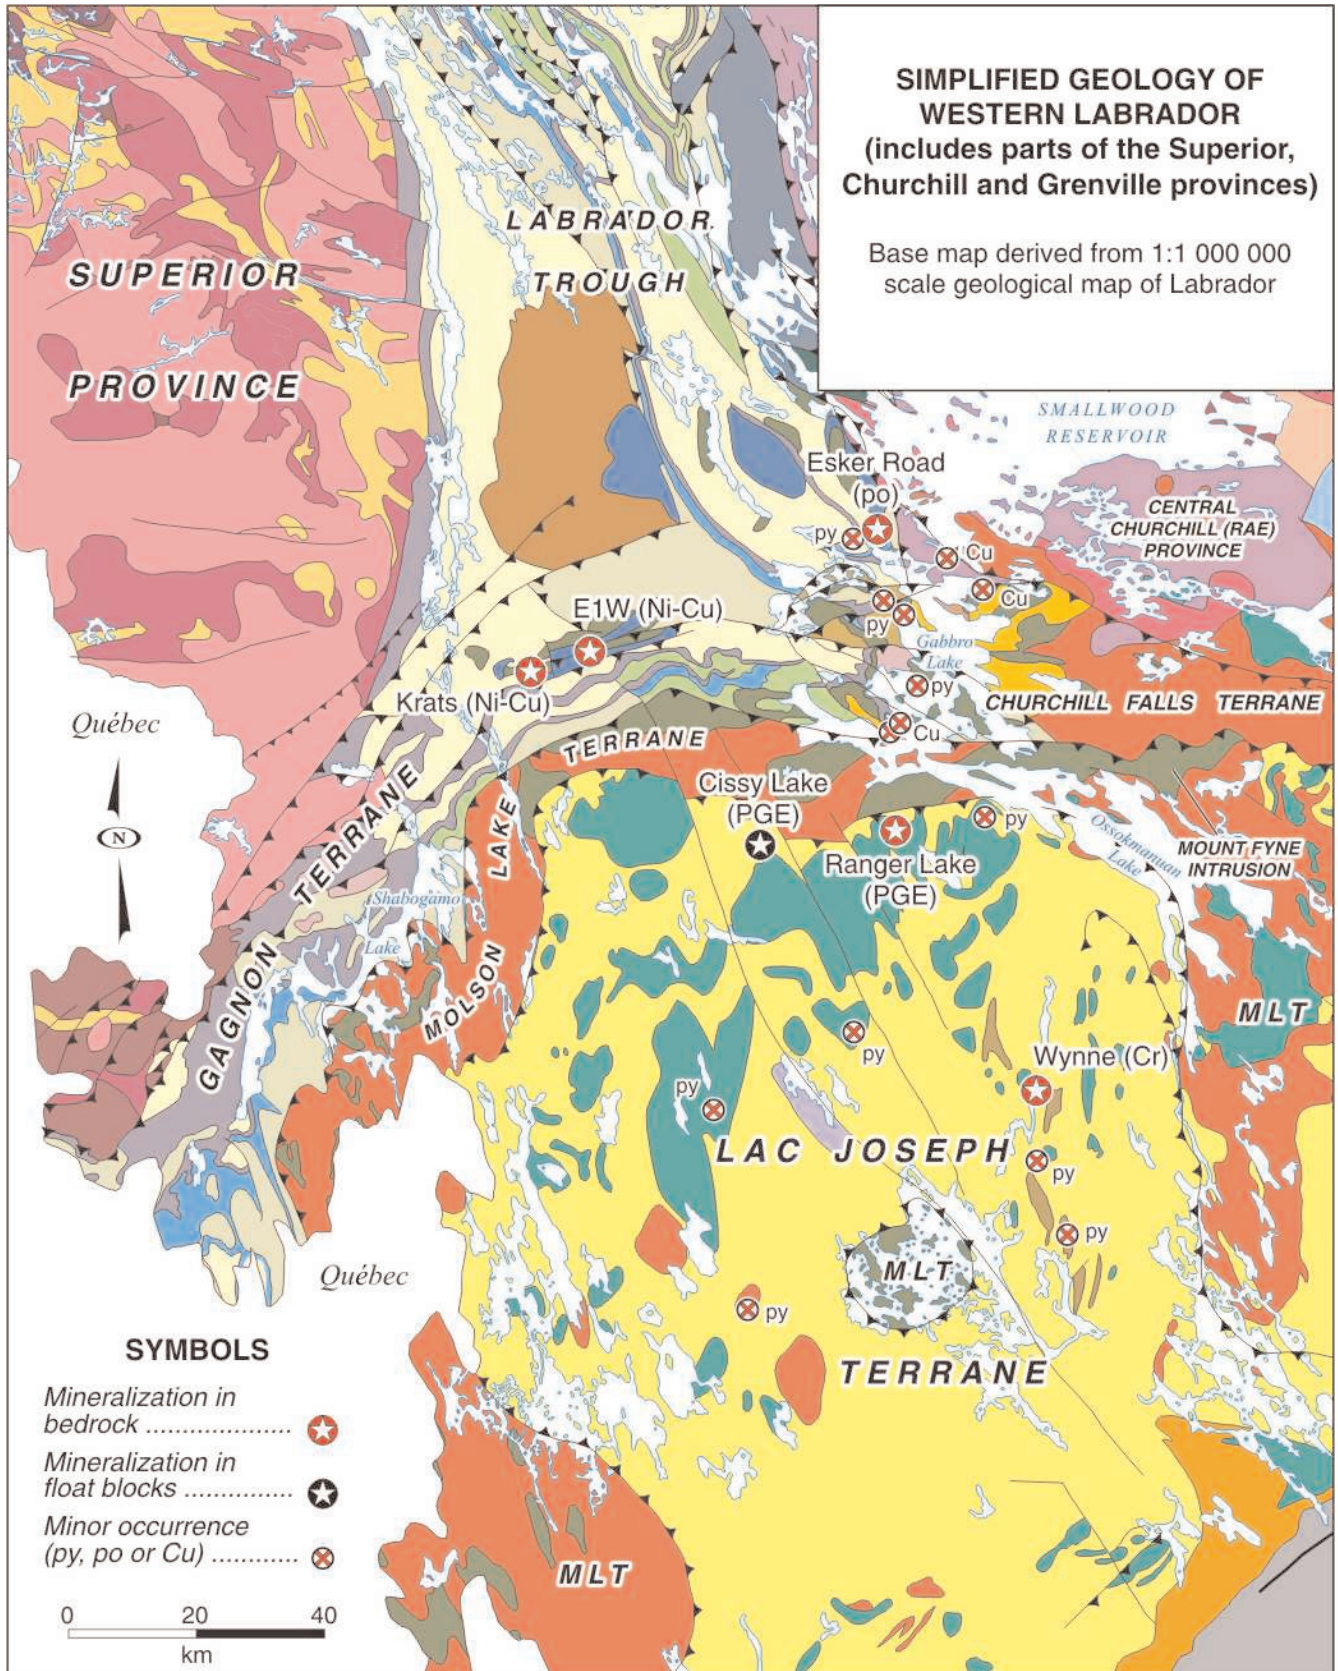 SIMPLIFIED GEOLOGY OF
WESTERN LABRADOR
(includes parts of the Superior,
Churchill and Grenville provinces)
Base map derived from 1:1 000 000
scale geological map of Labrador
LABRADOR
TROUGH
SUPERIOR
PROVINCE
SMALLWOOD
RESERVOIR
Esker Road
(po)
CENTRAL
CHURCHILL (RAE)
PROVINCE
py
Cu
Cu
E1W (Ni-Cu)
py
Gabbro
Lake
py
Krats (Ni-Cu)
CHURCHILL FALLS TERRANE
Québec
Cu
TERRANE
Cissy Lake
(PGE)
N
LAKE
py
Ossokmanuan
Lake
MOUNT FYNE
INTRUSION
Ranger Lake
(PGE)
TERRANE
Shabogamo
Lake
GAGNON
MOLSON
MLT
py
Wynne (Cr)
py
LAC JOSEPH
py
py
MLT
Québec
py
TERRANE
SYMBOLS
Mineralization in
bedrock ....................
Mineralization in
float blocks ...............
Minor occurrence
(py, po or Cu) ............
MLT
0 20 40
km